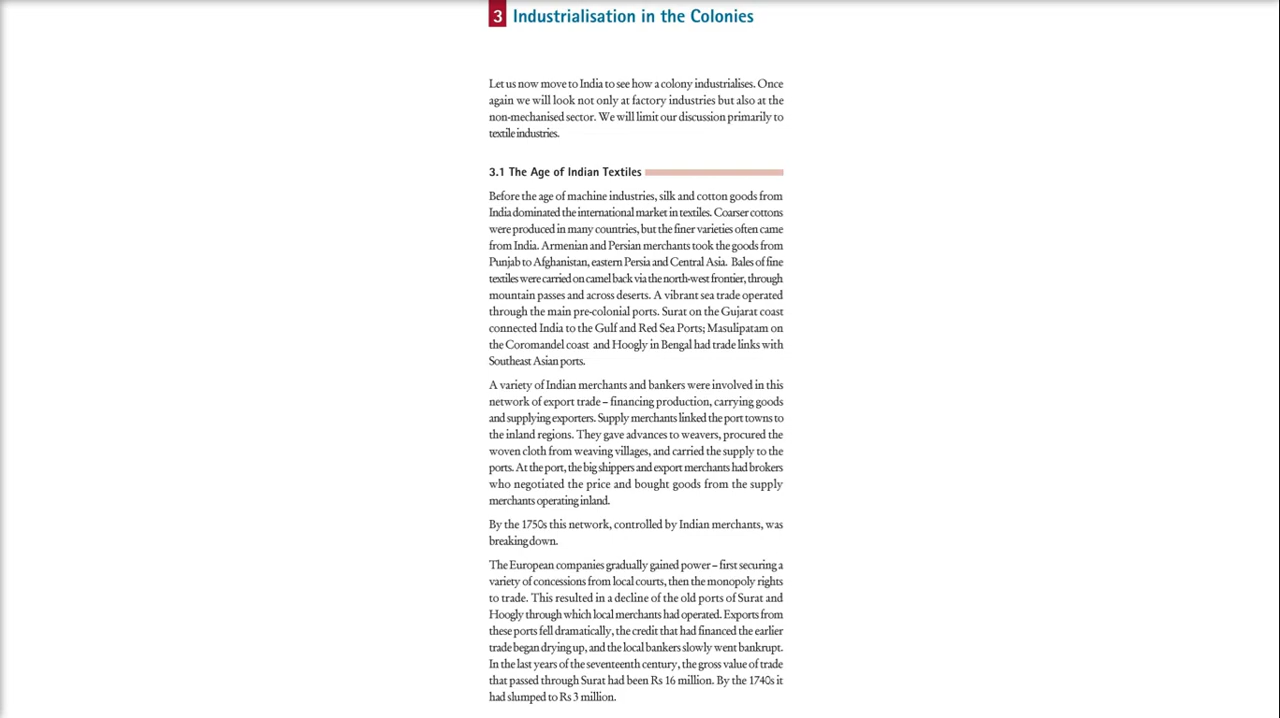 3 Industrialisation in the Colonies
Let us now move to India to see how a colony industrialises. Once
again we will look not only at factory industries but also at the
non-mechanised sector. We will limit our discussion primarily to
textile industries.
3.1 The Age of Indian Textiles
Before the age of machine industries, silk and cotton goods from
India dominated the international market in textiles. Coarser cottons
were produced in many countries, but the finer varieties often came
from India. Armenian and Persian merchants took the goods from
Punjab to Afghanistan, eastern Persia and Central Asia. Bales of fine
textiles were carried on camel back via the north-west frontier, through
mountain passes and across deserts. A vibrant sea trade operated
through the main pre-colonial ports. Surat on the Gujarat coast
connected India to the Gulf and Red Sea Ports; Masulipatam on
the Coromandel coast and Hoogly in Bengal had trade links with
Southeast Asian ports.
A variety of Indian merchants and bankers were involved in this
network of export trade – financing production, carrying goods
and supplying exporters. Supply merchants linked the port towns to
the inland regions. They gave advances to weavers, procured the
woven cloth from weaving villages, and carried the supply to the
ports. At the port, the big shippers and export merchants had brokers
who negotiated the price and bought goods from the supply
merchants operating inland.
By the 1750s this network, controlled by Indian merchants, was
breaking down.
The European companies gradually gained power – first securing a
variety of concessions from local courts, then the monopoly rights
to trade. This resulted in a decline of the old ports of Surat and
Hoogly through which local merchants had operated. Exports from
these ports fell dramatically, the credit that had financed the earlier
trade began drying up, and the local bankers slowly went bankrupt.
In the last years of the seventeenth century, the gross value of trade
that passed through Surat had been Rs 16 million. By the 1740s it
had slumped to Rs 3 million.